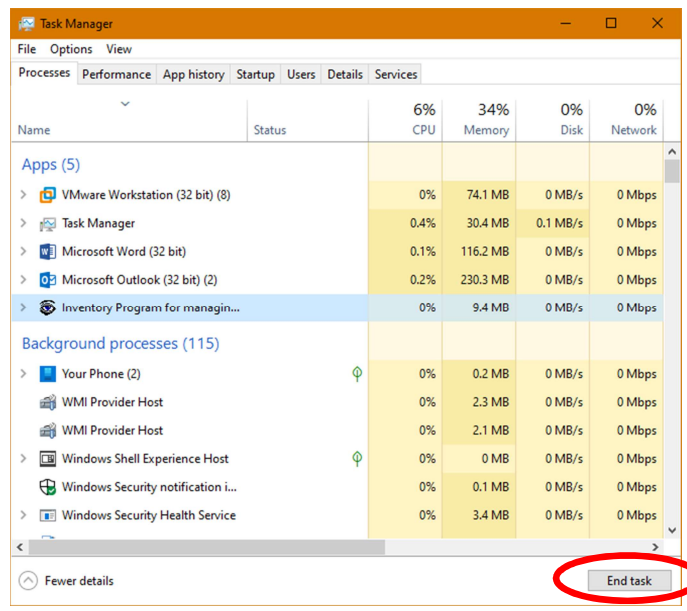 Task Manager
File Options View
Processes Performance App history Startup Users Details Services
6% 34% 0% 0%
Name Status CPU Memory Disk Network
Apps (5)
VMware Workstation (32 bit) (8) 0% 74.1 MB 0 MB/s 0 Mbps
Task Manager 0.4% 30.4 MB 0.1 MB/s 0 Mbps
Microsoft Word (32 bit) 0.1% 116.2 MB 0 MB/s 0 Mbps
Microsoft Outlook (32 bit) (2) 0.2% 230.3 MB 0 MB/s 0 Mbps
Inventory Program for managin... 0% 9.4 MB 0 MB/s 0 Mbps
Background processes (115)
Your Phone (2) 0% 0.2 MB 0 MB/s 0 Mbps
WMI Provider Host 0% 2.3 MB 0 MB/s 0 Mbps
WMI Provider Host 0% 2.1 MB 0 MB/s 0 Mbps
Windows Shell Experience Host 0% 0 MB 0 MB/s 0 Mbps
Windows Security notification i... 0% 0.1 MB 0 MB/s 0 Mbps
Windows Security Health Service 0% 3.4 MB 0 MB/s 0 Mbps
Fewer details End task